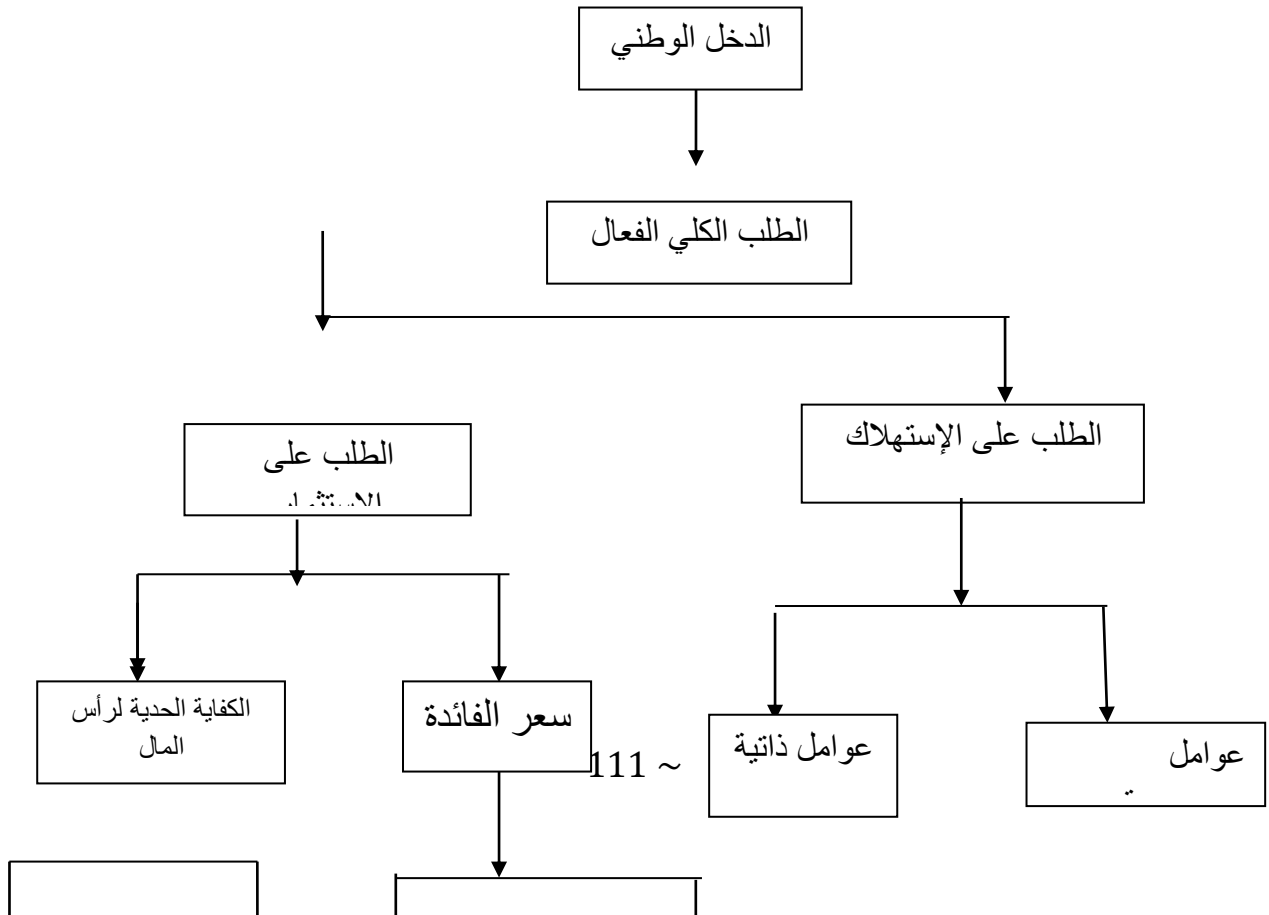 الدخل الوطني
الطلب الكلي الفعال
الطلب على الإستهلاك
الطلب على
عوامل
عوامل ذاتية
سعر الفائدة
الكفاية الحدية لرأس
المال
111 ~